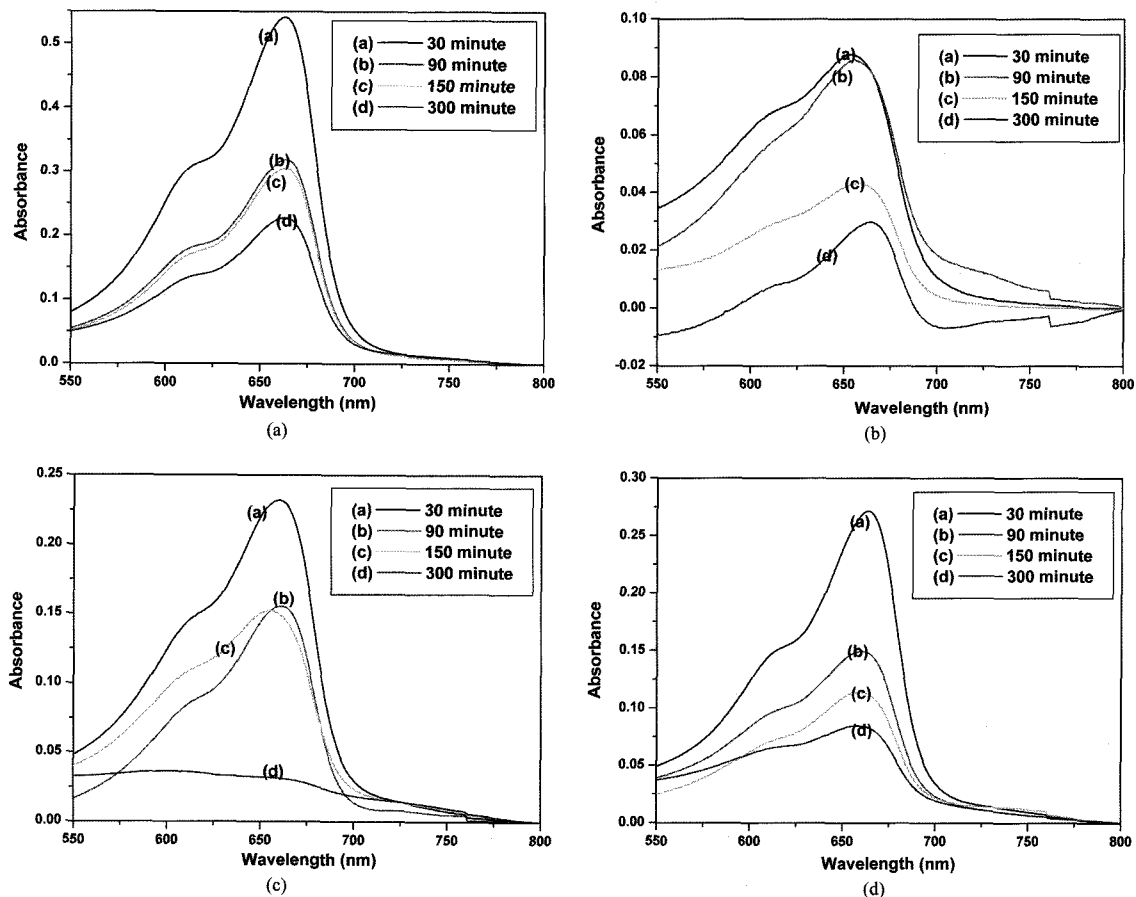 (a) 30 minute
(b) 90 minute
(c) 150 minute
(d) 300 minute
(a)
(b)
(c)
(d)
0.5
0.4
0.3
0.2
0.1
0.0
Absorbance
550 600 650 700 750 800
Wavelength (nm)
(a)
(a) 30 minute
(b) 90 minute
(c) 150 minute
(d) 300 minute
(a)
(b)
(c)
(d)
0.10
0.08
0.06
0.04
0.02
0.00
-0.02
Absorbance
550 600 650 700 750 800
Wavelength (nm)
(b)
(a) 30 minute
(b) 90 minute
(c) 150 minute
(d) 300 minute
(a)
(b)
(c)
(d)
0.25
0.20
0.15
0.10
0.05
0.00
Absorbance
550 600 650 700 750 800
Wavelength (nm)
(c)
(a) 30 minute
(b) 90 minute
(c) 150 minute
(d) 300 minute
(a)
(b)
(c)
(d)
0.30
0.25
0.20
0.15
0.10
0.05
0.00
Absorbance
550 600 650 700 750 800
Wavelength (nm)
(d)